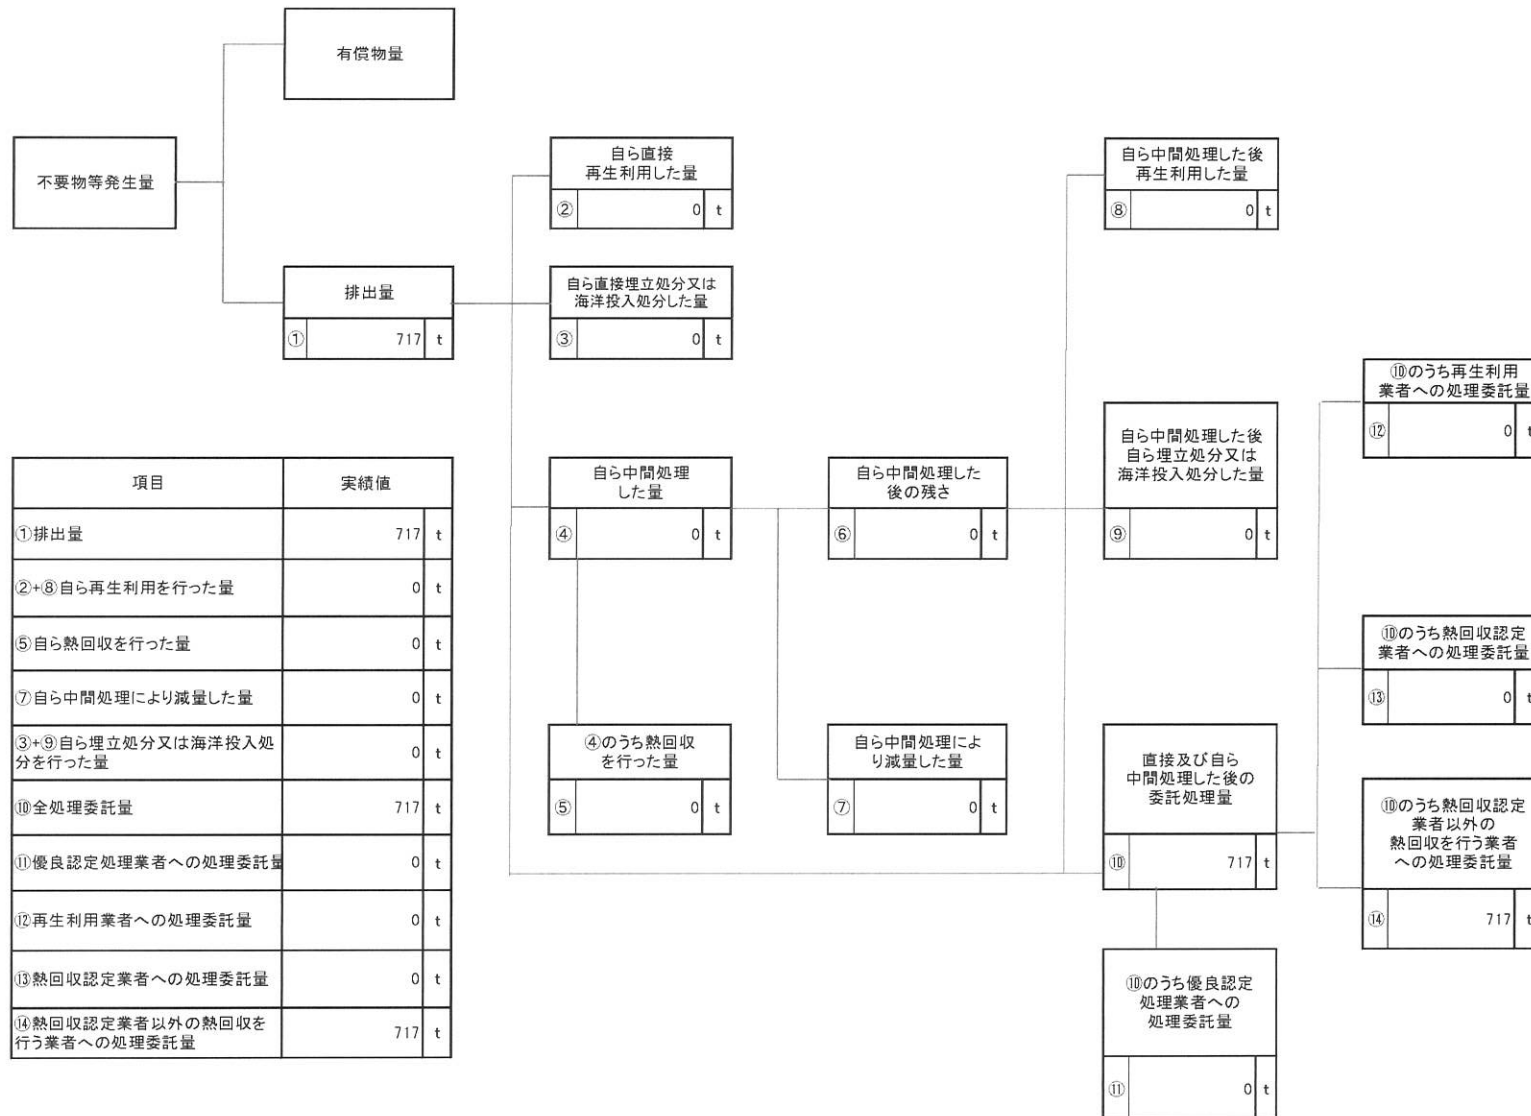 有償物量
不要物等発生量
排出量
① 717 t
自ら直接
再生利用した量
② 0 t
自ら直接埋立処分又は
海洋投入処分した量
③ 0 t
自ら中間処理した後
再生利用した量
⑧ 0 t
⑩のうち再生利用
業者への処理委託量
⑫ 0 t
自ら中間処理
した量
④ 0 t
自ら中間処理した
後の残さ
⑥ 0 t
自ら中間処理した後
自ら埋立処分又は
海洋投入処分した量
⑨ 0 t
⑩のうち熱回収認定
業者への処理委託量
⑬ 0 t
④のうち熱回収
を行った量
⑤ 0 t
自ら中間処理によ
り減量した量
⑦ 0 t
直接及び自ら
中間処理した後の
委託処理量
⑩ 717 t
⑩のうち熱回収認定
業者以外の
熱回収を行う業者
への処理委託量
⑭ 717 t
⑩のうち優良認定
処理業者への
処理委託量
⑪ 0 t
項目 実績値
①排出量 717 t
②+⑧自ら再生利用を行った量 0 t
⑤自ら熱回収を行った量 0 t
⑦自ら中間処理により減量した量 0 t
③+⑨自ら埋立処分又は海洋投入処
分を行った量 0 t
⑩全処理委託量 717 t
⑪優良認定処理業者への処理委託量 0 t
⑫再生利用業者への処理委託量 0 t
⑬熱回収認定業者への処理委託量 0 t
⑭熱回収認定業者以外の熱回収を
行う業者への処理委託量 717 t